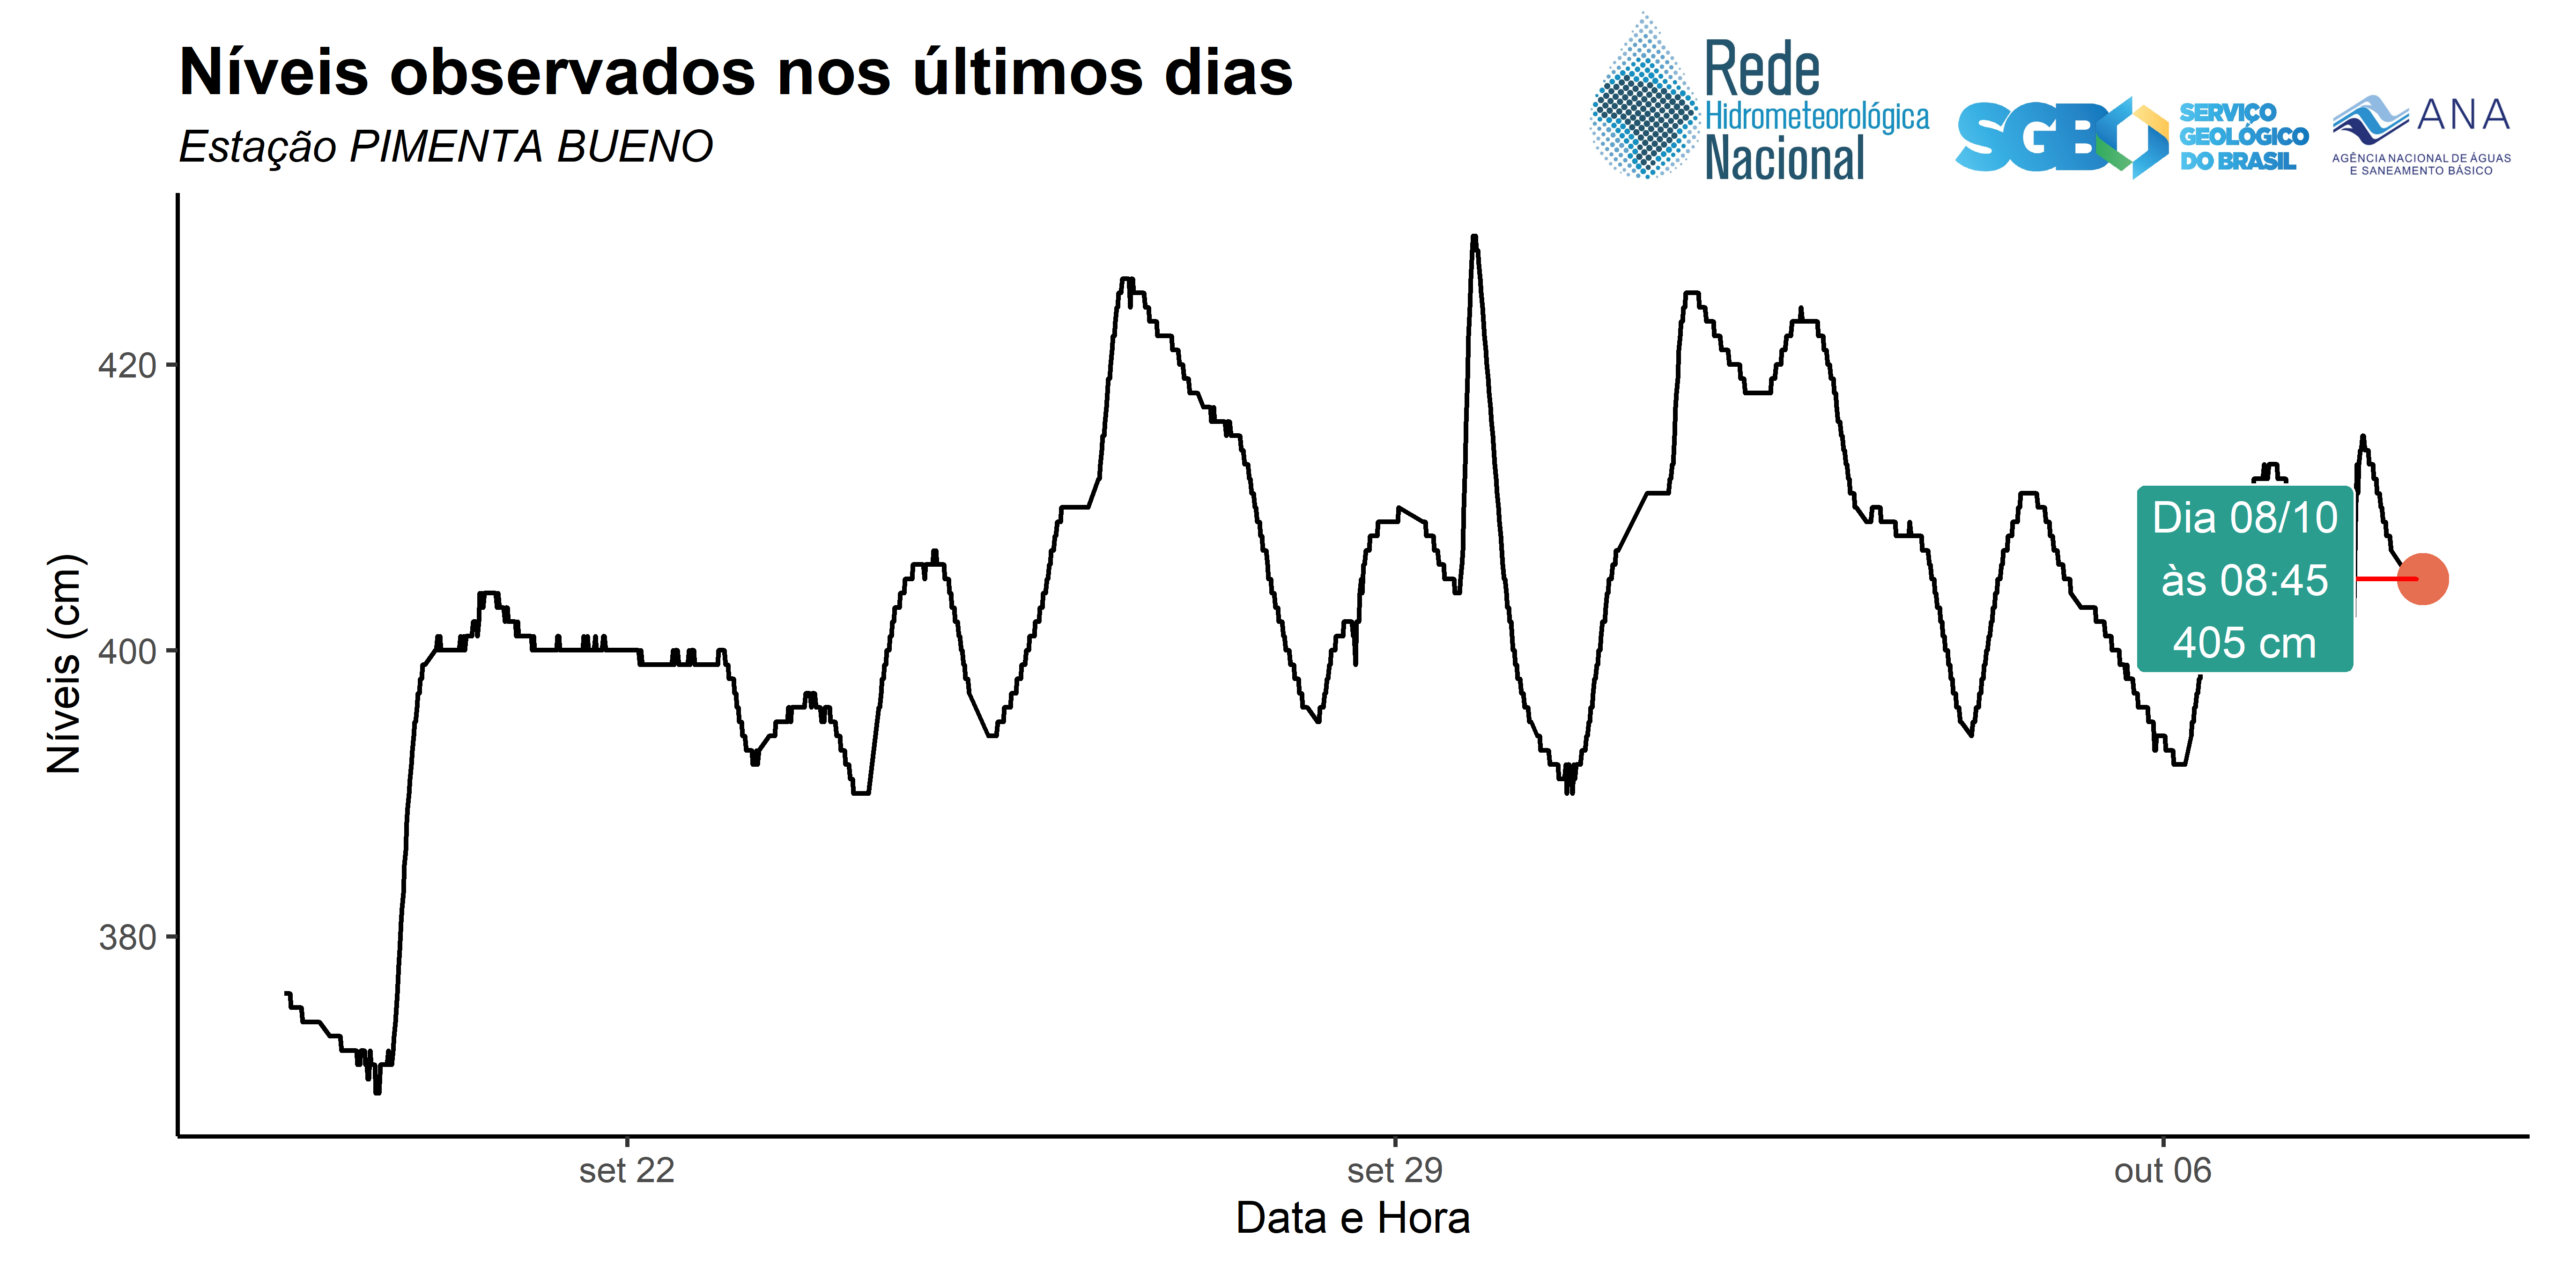 Níveis observados nos últimos dias
Estação PIMENTA BUENO
Rede
Hidrometeorológica
Nacional
SGB
SERVIÇO
GEOLÓGICO
DO BRASIL
ANA
AGÊNCIA NACIONAL DE ÁGUAS
E SANEAMENTO BÁSICO
Níveis (cm)
420
400
380
Dia 08/10
às 08:45
405 cm
set 22
set 29
out 06
Data e Hora